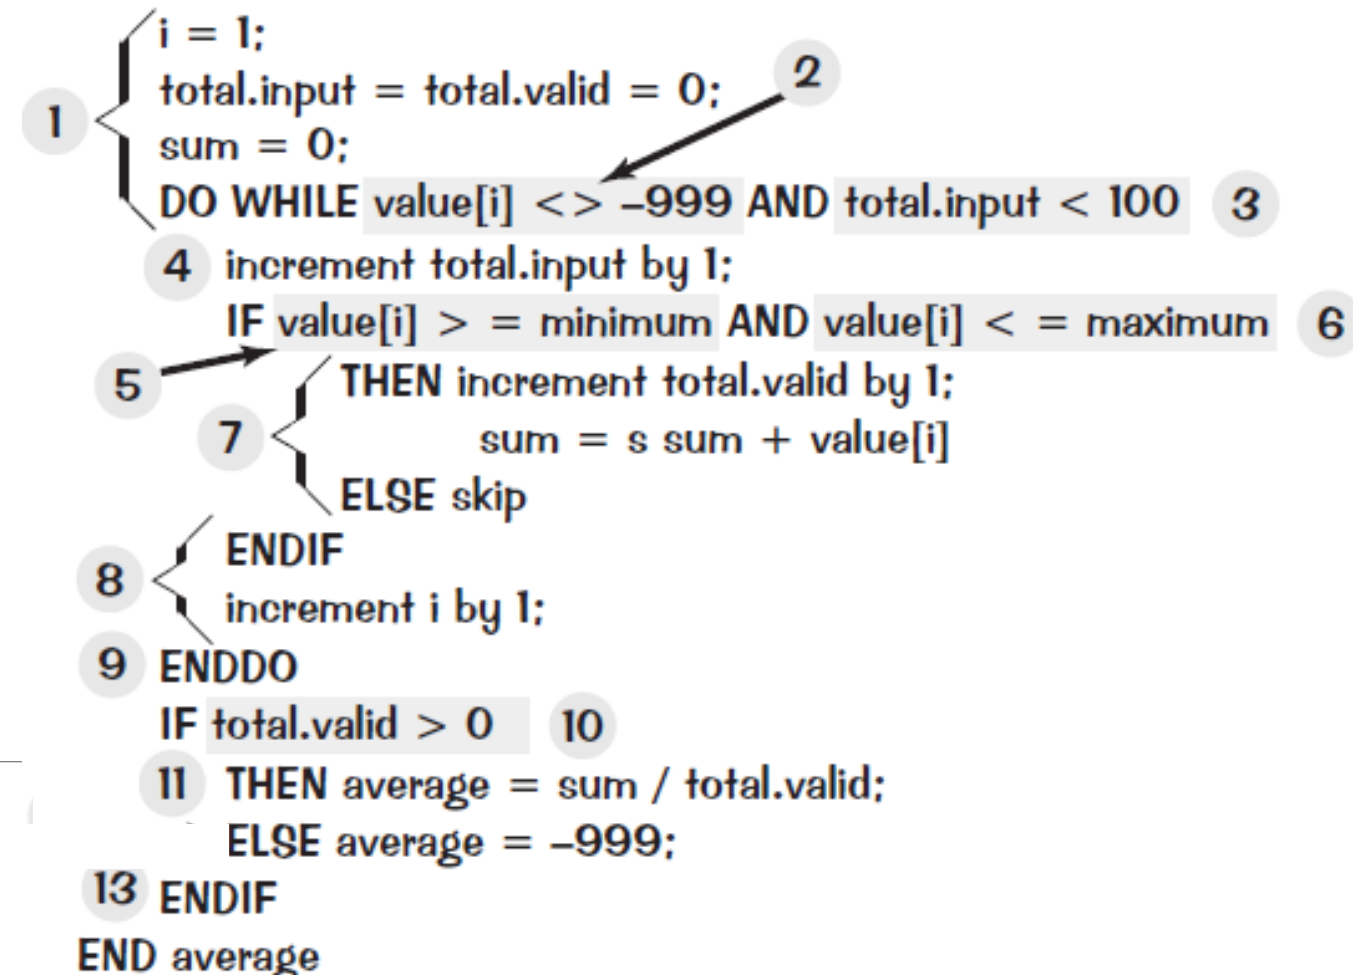 i = 1;
total.input = total.valid = 0;
2
1
sum = 0;
DO WHILE value[i] <> –999 AND total.input < 100 3
4 increment total.input by 1;
IF value[i] > = minimum AND value[i] < = maximum 6
5
THEN increment total.valid by 1;
7
sum = s sum + value[i]
ELSE skip
ENDIF
8
increment i by 1;
9 ENDDO
IF total.valid > 0 10
11 THEN average = sum / total.valid;
ELSE average = –999;
13 ENDIF
END average